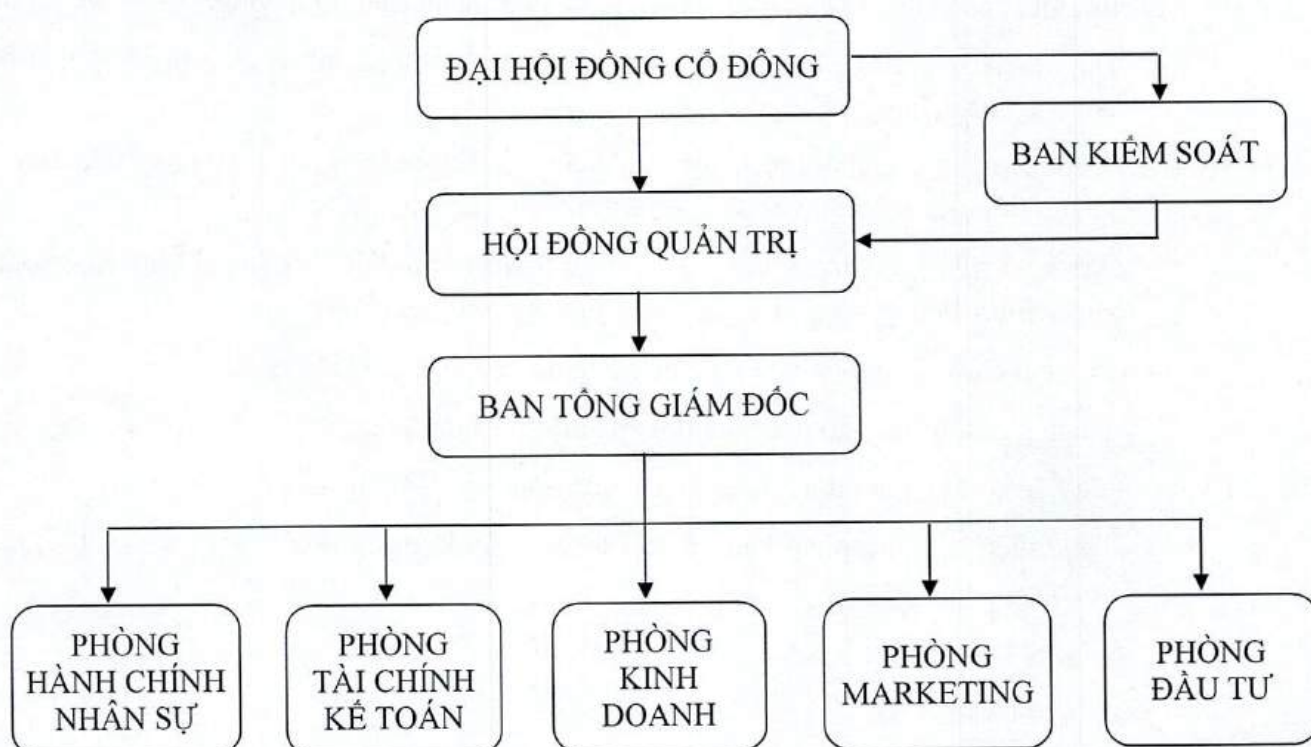 ĐẠI HỘI ĐỒNG CỔ ĐÔNG
BAN KIỂM SOÁT
HỘI ĐỒNG QUẢN TRỊ
BAN TỔNG GIÁM ĐỐC
PHÒNG
HÀNH CHÍNH
NHÂN SỰ
PHÒNG
TÀI CHÍNH
KẾ TOÁN
PHÒNG
KINH
DOANH
PHÒNG
MARKETING
PHÒNG
ĐẦU TƯ